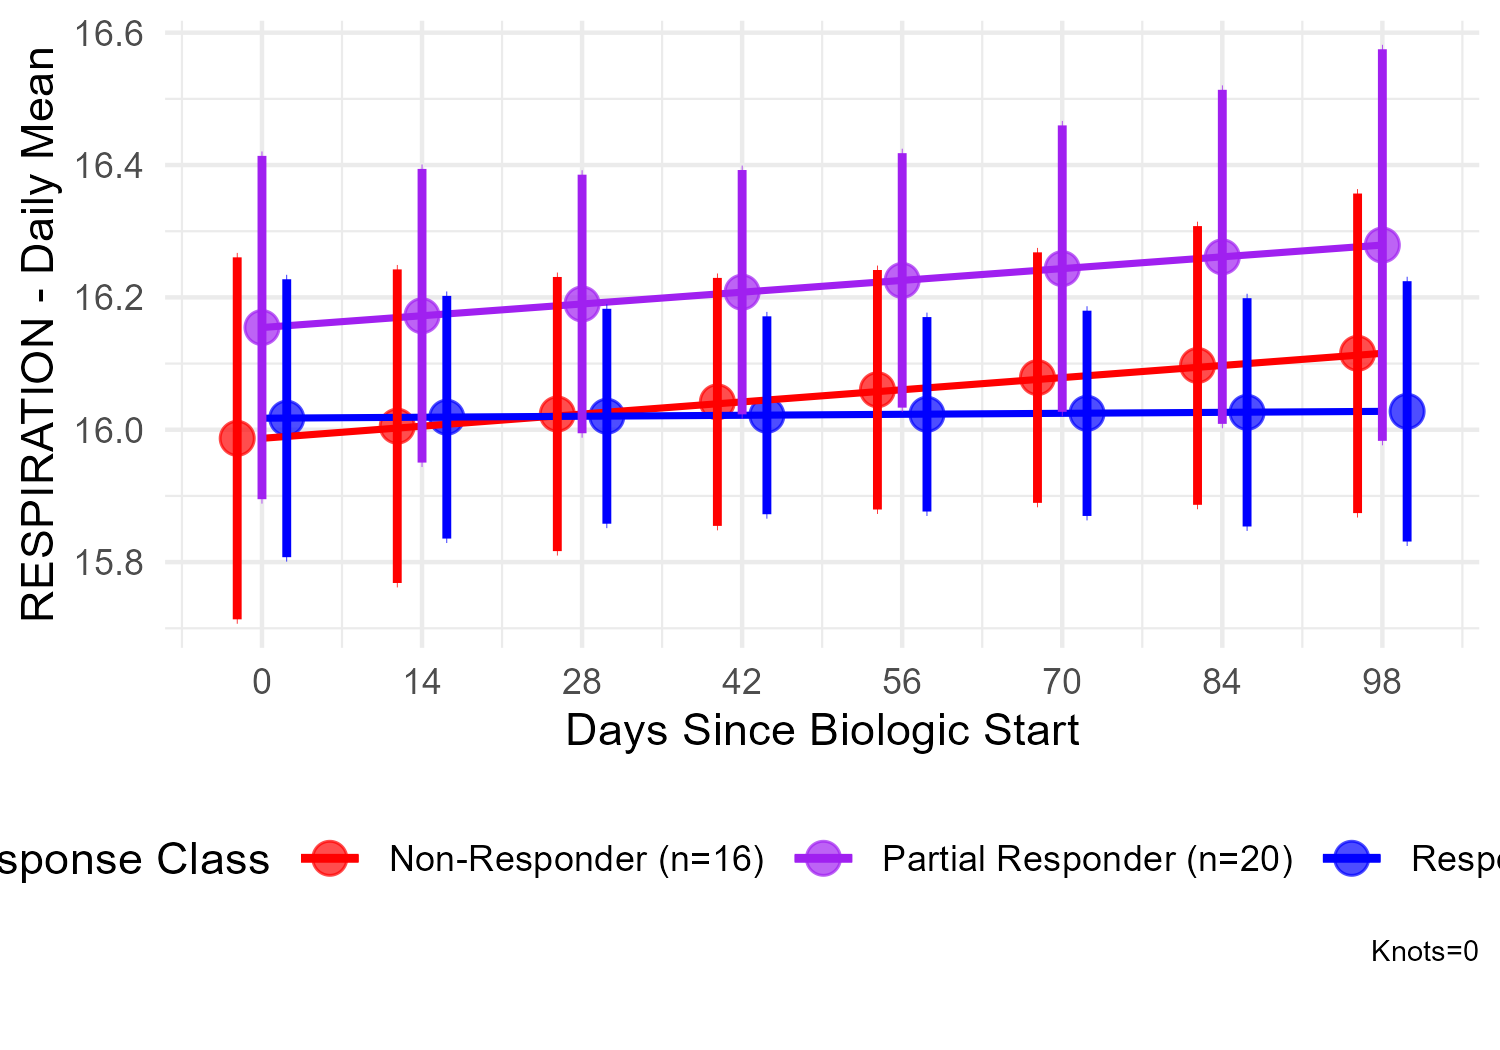 RESPIRATION - Daily Mean
16.6
16.4
16.2
16.0
15.8
0 14 28 42 56 70 84 98
Days Since Biologic Start
sponse Class Non-Responder (n=16) Partial Responder (n=20) Resp
Knots=0